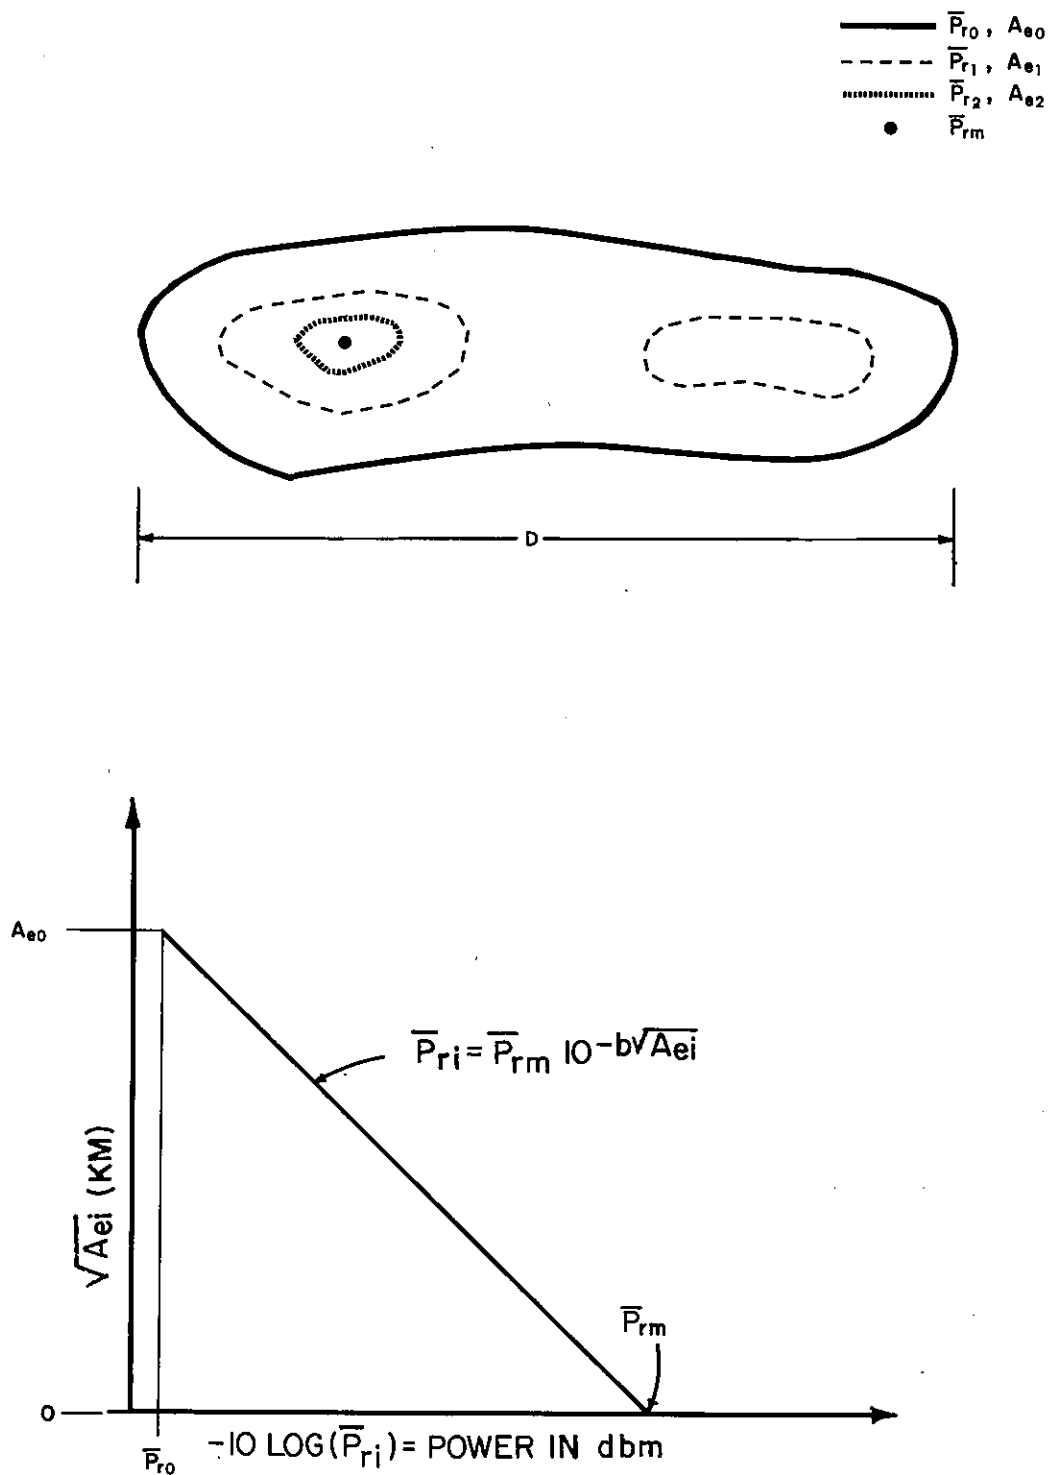 P̅r0, Ae0
P̅r1, Ae1
P̅r2, Ae2
P̅rm
D
Ae0
P̅ri = P̅rm 10^-b√Aei
√Aei (KM)
P̅rm
0
P̅r0
-10 LOG(P̅ri) = POWER IN dbm